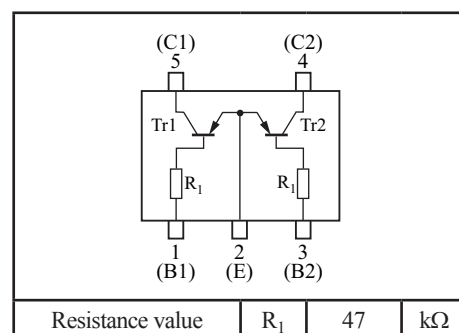 (C1) (C2)
5 4
Tr1 Tr2
R₁ R₁
1 2 3
(B1) (E) (B2)
Resistance value R₁ 47 kΩ